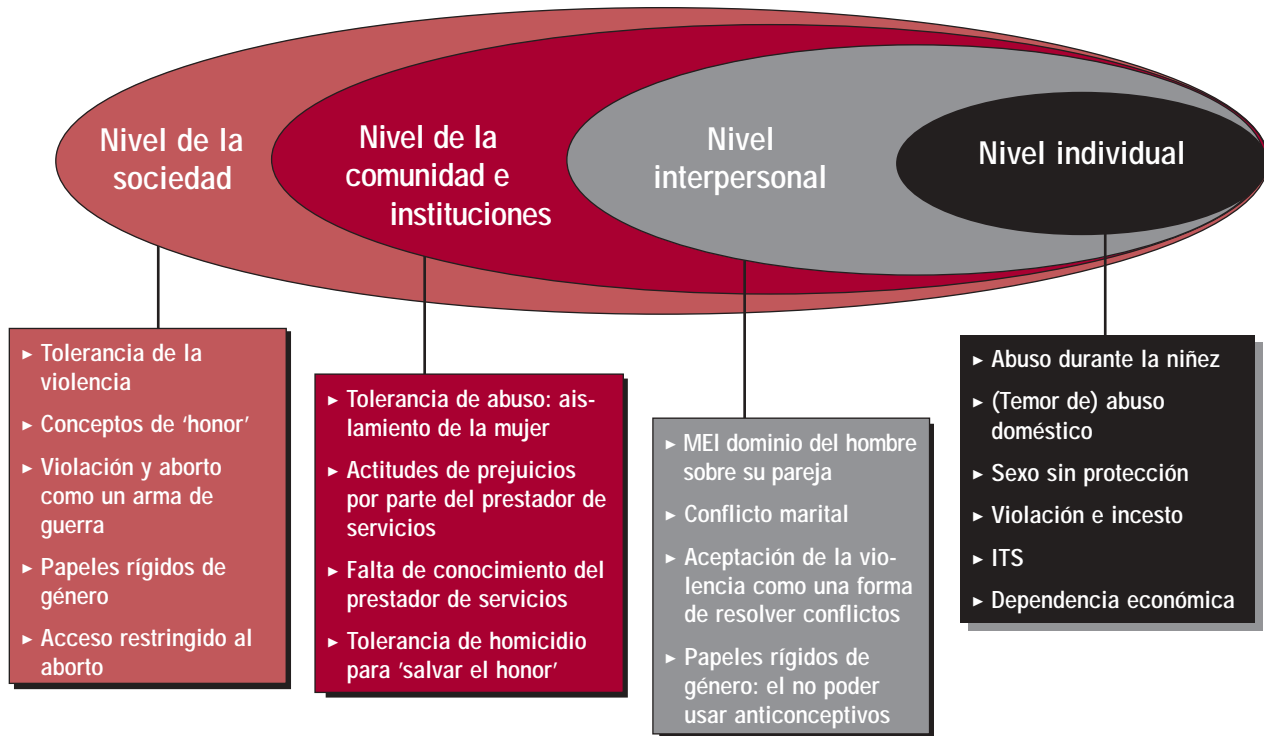 Nivel de la
sociedad
Nivel de la
comunidad e
instituciones
Nivel
interpersonal
Nivel individual
▸ Tolerancia de la
violencia
▸ Conceptos de 'honor'
▸ Violación y aborto
como un arma de
guerra
▸ Papeles rígidos de
género
▸ Acceso restringido al
aborto
▸ Tolerancia de abuso: ais-
lamiento de la mujer
▸ Actitudes de prejuicios
por parte del prestador de
servicios
▸ Falta de conocimiento del
prestador de servicios
▸ Tolerancia de homicidio
para 'salvar el honor'
▸ MEI dominio del hombre
sobre su pareja
▸ Conflicto marital
▸ Aceptación de la vio-
lencia como una forma
de resolver conflictos
▸ Papeles rígidos de
género: el no poder
usar anticonceptivos
▸ Abuso durante la niñez
▸ (Temor de) abuso
doméstico
▸ Sexo sin protección
▸ Violación e incesto
▸ ITS
▸ Dependencia económica